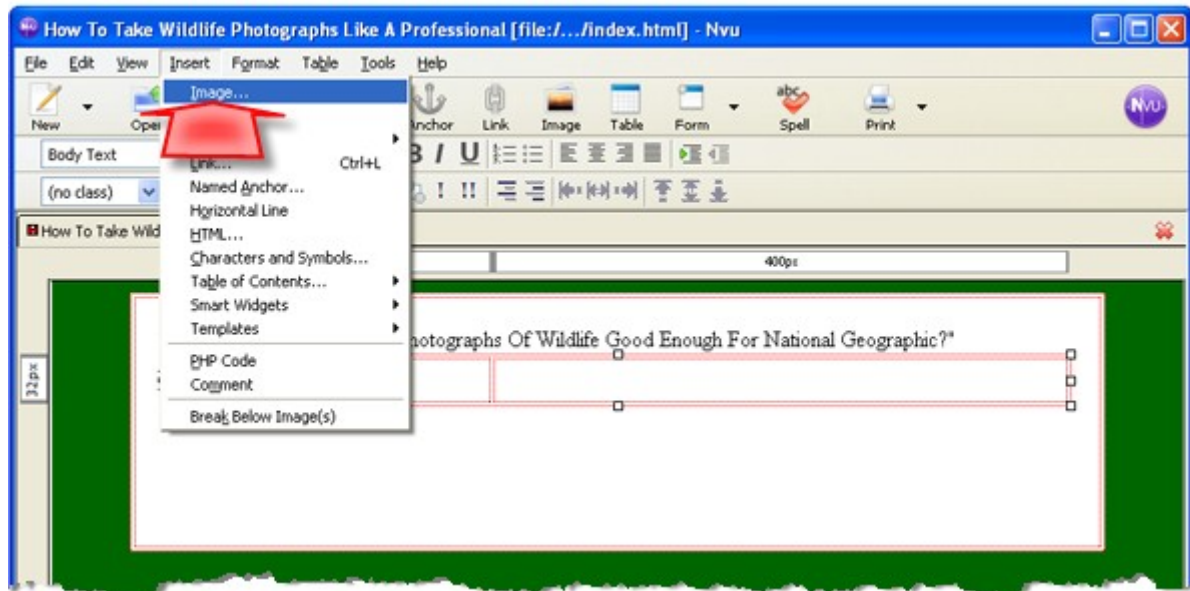 How To Take Wildlife Photographs Like A Professional [file:/.../index.html] - Nvu
File Edit View Insert Format Table Tools Help
New Open Anchor Link Image Table Form Spell Print NVU
Image...
Body Text B I U
Link... Ctrl+L
(no class) ! !!
Named Anchor...
Horizontal Line
How To Take Wild
HTML...
Characters and Symbols...
400px
Table of Contents...
Smart Widgets
Templates
hotographs Of Wildlife Good Enough For National Geographic?"
PHP Code
32px
Comment
Break Below Image(s)